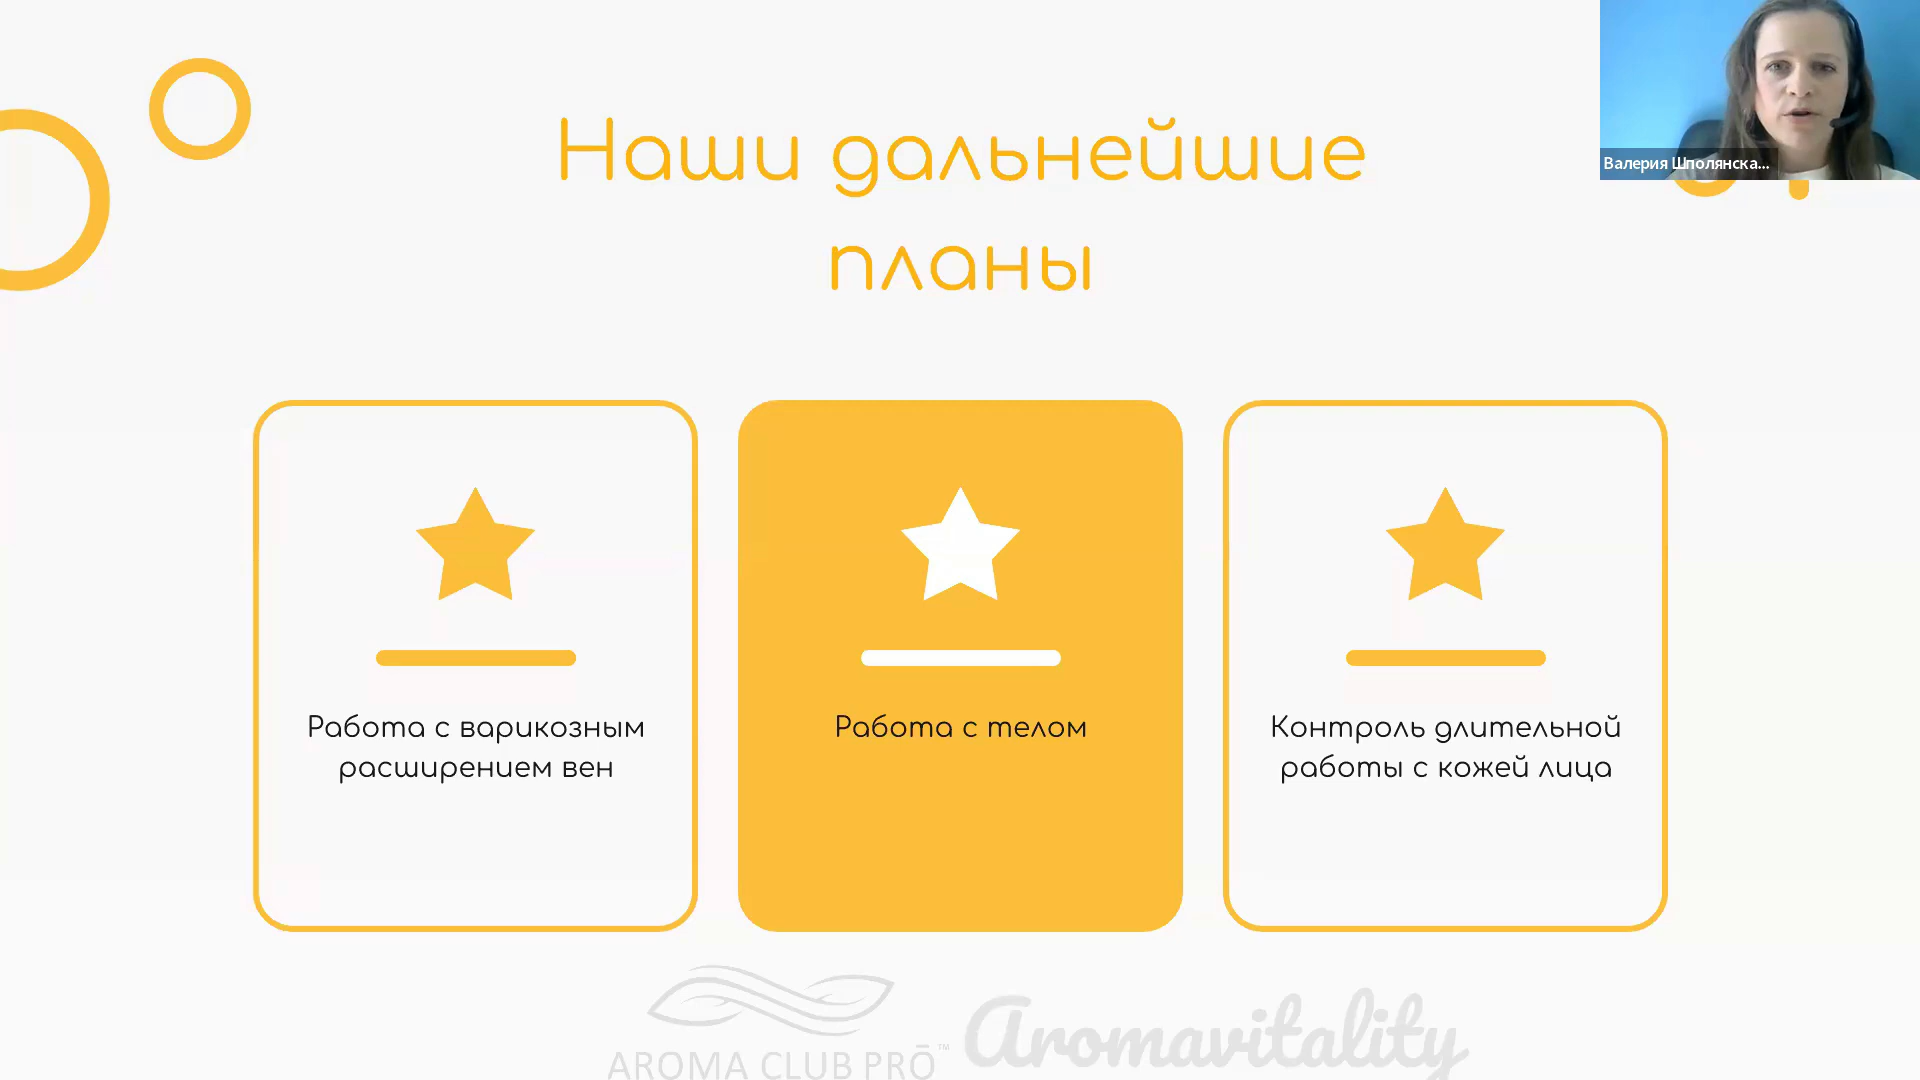 Валерия Шполянска...
Наши дальнейшие
планы
Работа с варикозным
расширением вен
Работа с телом
Контроль длительной
работы с кожей лица
AROMA CLUB PRŌ™
Aromavitality